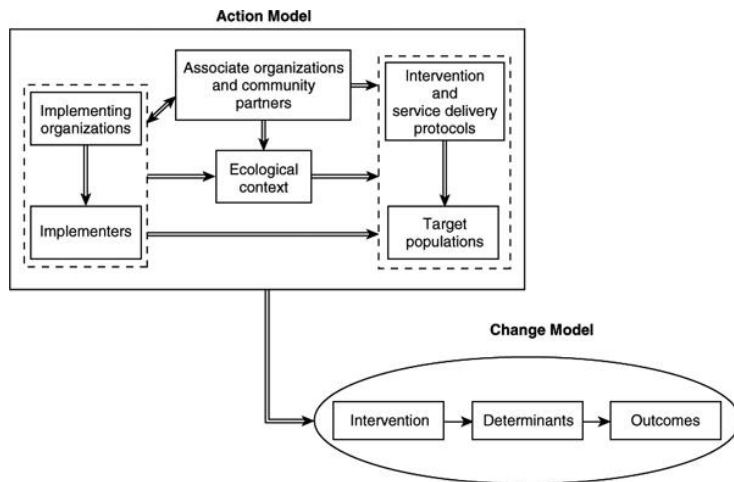 Action Model
Associate organizations
and community
partners
Intervention
and
service delivery
protocols
Implementing
organizations
Ecological
context
Implementers
Target
populations
Change Model
Intervention
Determinants
Outcomes